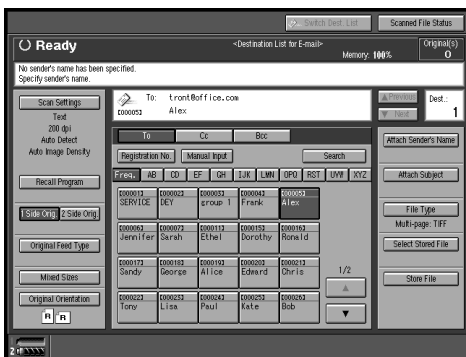 Switch Dest. List
Scanned File Status
Ready
<Destination List for E-mail>
Memory: 100%
Original(s)
0
No sender's name has been specified.
Specify sender's name.
Scan Settings
Text
200 dpi
Auto Detect
Auto Image Density
Recall Program
1 Side Orig. 2 Side Orig.
Original Feed Type
Mixed Sizes
Original Orientation
R R
To: tront@office.com
[00005] Alex
▲Previous
▼ Next
Dest.:
1
To Cc Bcc
Registration No. Manual Input Search
Freq. AB CD EF GH IJK LMN OPQ RST UVW XYZ
[00001] [00002] [00003] [00004] [00005]
SERVICE DEY group 1 Frank Alex
[00006] [00007] [00011] [00015] [00016]
Jennifer Sarah Ethel Dorothy Ronald
[00017] [00018] [00019] [00020] [00021]
Sandy George Alice Edward Chris
[00022] [00025] [00024] [00025] [00026]
Tony Lisa Paul Kate Bob
1/2
▲
▼
Attach Sender's Name
Attach Subject
File Type
Multi-page: TIFF
Select Stored File
Store File
2